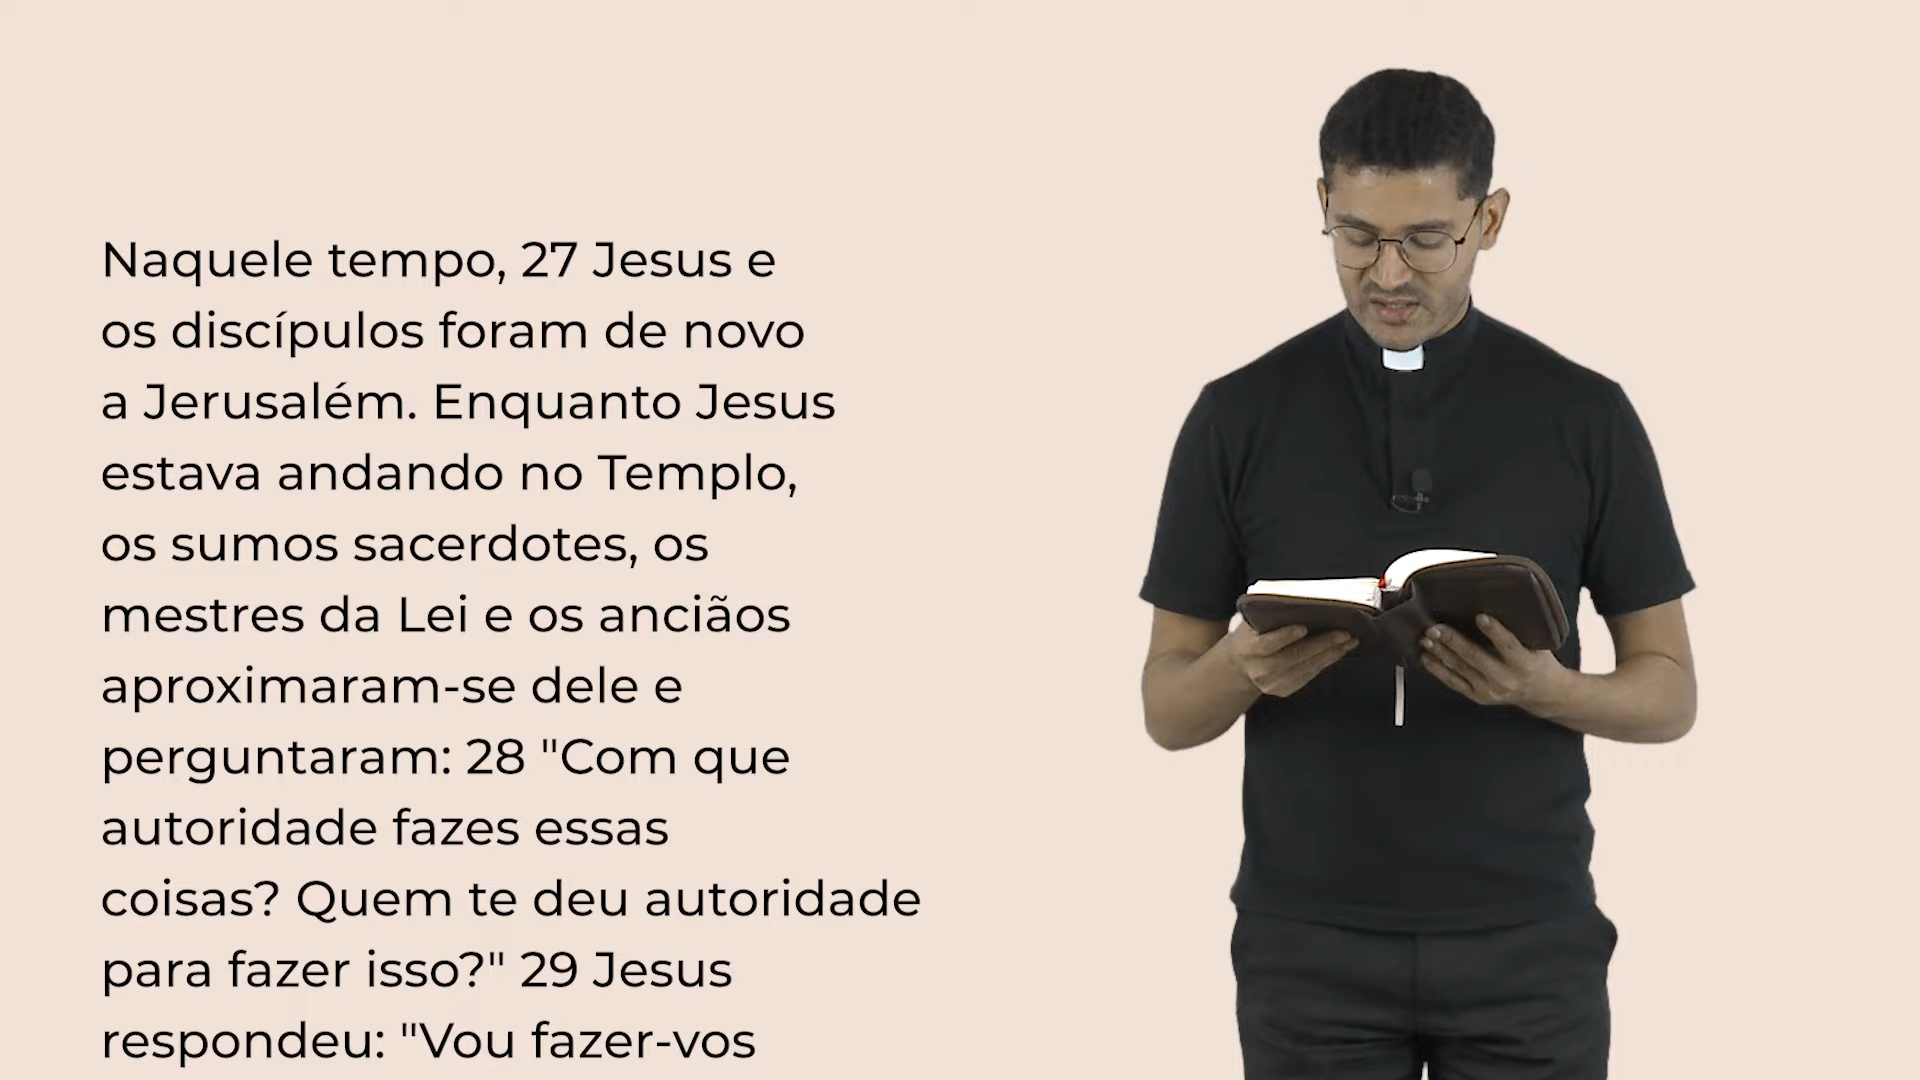 Naquele tempo, 27 Jesus e
os discípulos foram de novo
a Jerusalém. Enquanto Jesus
estava andando no Templo,
os sumos sacerdotes, os
mestres da Lei e os anciãos
aproximaram-se dele e
perguntaram: 28 "Com que
autoridade fazes essas
coisas? Quem te deu autoridade
para fazer isso?" 29 Jesus
respondeu: "Vou fazer-vos